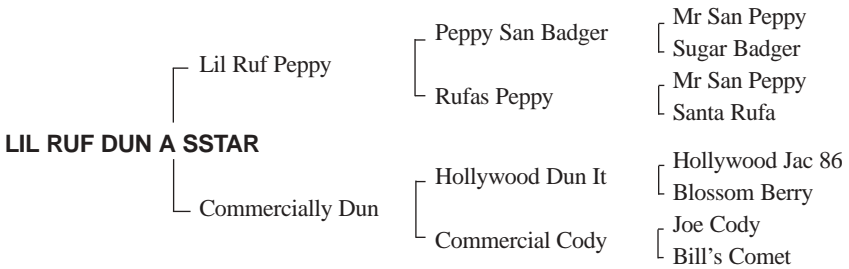 Mr San Peppy
Peppy San Badger
Sugar Badger
Lil Ruf Peppy
Mr San Peppy
Rufas Peppy
Santa Rufa
LIL RUF DUN A SSTAR
Hollywood Jac 86
Hollywood Dun It
Blossom Berry
Commercially Dun
Joe Cody
Commercial Cody
Bill's Comet